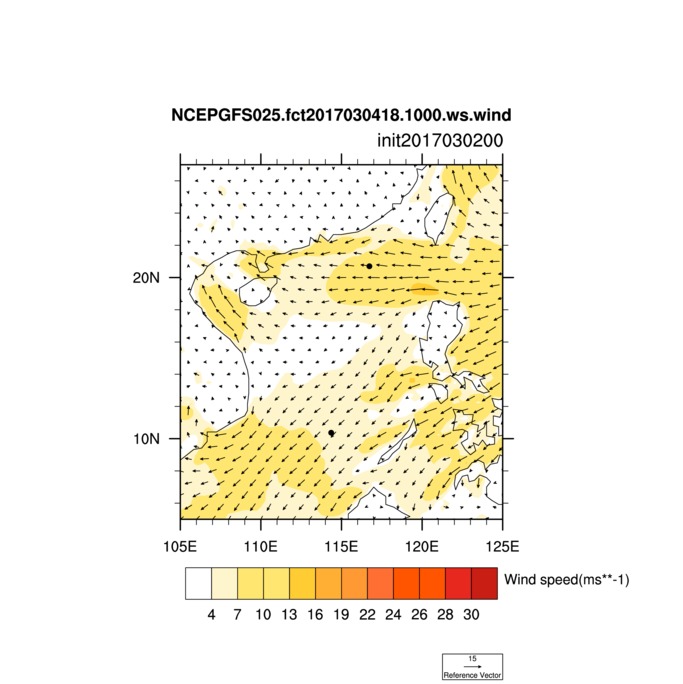 NCEPGFS025.fct2017030418.1000.ws.wind
init2017030200
20N
10N
105E 110E 115E 120E 125E
Wind speed(ms**-1)
4 7 10 13 16 19 22 24 26 28 30
15
Reference Vector